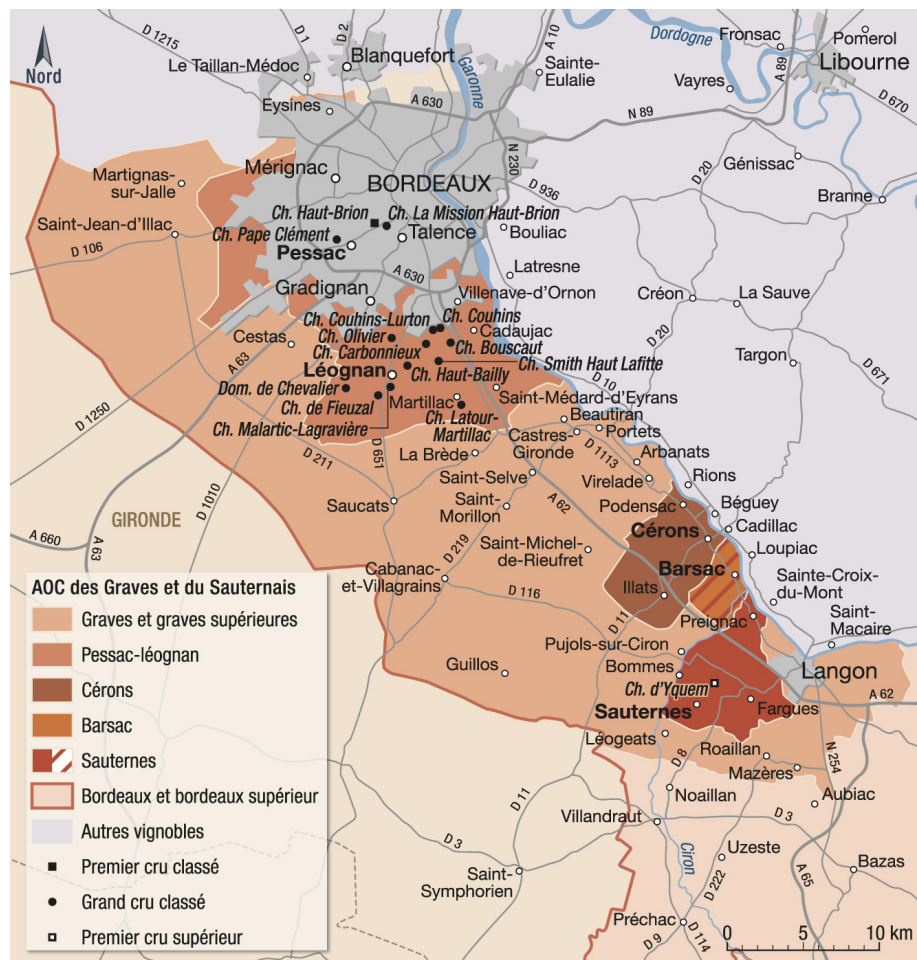 Nord
D 1215
D 1
D 2
Blanquefort
Le Taillan-Médoc
Eysines
Garonne
A 10
Sainte-
Eulalie
Dordogne
Fronsac
Pomerol
A 89
Libourne
Vayres
D 670
A 630
N 89
N 230
Mérignac
Martignas-
sur-Jalle
BORDEAUX
D 936
D 20
Génissac
Branne
Saint-Jean-d'Illac
D 106
Ch. Haut-Brion
Ch. La Mission Haut-Brion
Ch. Pape Clément
Talence
Pessac
Bouliac
A 630
Latresne
Gradignan
Villenave-d'Ornon
Créon
La Sauve
Ch. Couhins-Lurton
Ch. Couhins
Ch. Olivier
Cadaujac
Cestas
A 63
Ch. Carbonnieux
Ch. Bouscaut
D 20
Targon
D 671
Ch. Smith Haut Lafitte
Léognan
Ch. Haut-Bailly
D 10
Dom. de Chevalier
Saint-Médard-d'Eyrans
Ch. de Fieuzal
Martillac
Beautiran
D 1250
Ch. Malartic-Lagravière
Ch. Latour-
Martillac
Portets
Castres-
Gironde
D 1113
Arbanats
D 211
D 651
La Brède
D 1010
Saint-Selve
Virelade
Rions
Saucats
Saint-
Morillon
A 62
Podensac
Béguey
GIRONDE
Cadillac
A 660
A 63
D 219
Saint-Michel-
de-Rieufret
Cérons
Loupiac
Barsac
Cabanac-
et-Villagrains
Illats
Sainte-Croix-
du-Mont
D 116
D 11
Preignac
Saint-
Macaire
Pujols-sur-Ciron
Guillos
Bommes
Langon
Ch. d'Yquem
A 62
Sauternes
Fargues
Léogeats
D 8
Roaillan
N 254
Mazères
Noaillan
Aubiac
D 11
Villandraut
D 3
D 3
Ciron
Uzeste
Saint-
Symphorien
D 222
Bazas
A 65
Préchac
D 9
D 114
0 5 10 km
AOC des Graves et du Sauternais
Graves et graves supérieures
Pessac-léognan
Cérons
Barsac
Sauternes
Bordeaux et bordeaux supérieur
Autres vignobles
Premier cru classé
Grand cru classé
Premier cru supérieur